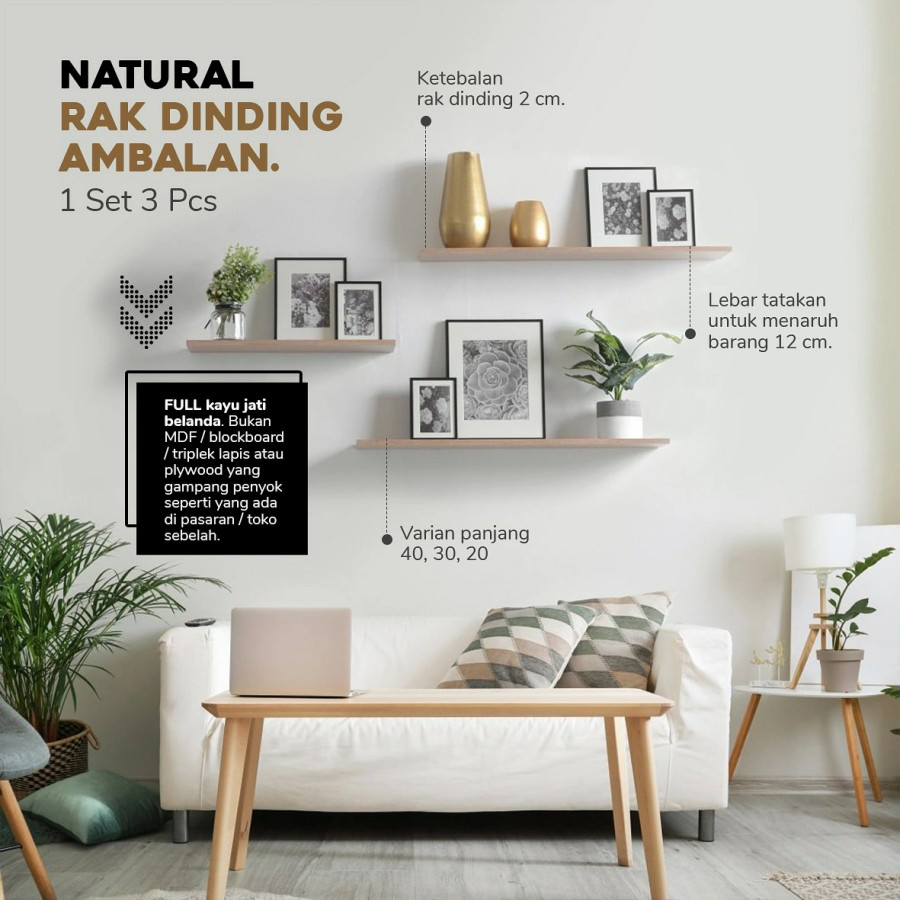 NATURAL
RAK DINDING
AMBALAN.
1 Set 3 Pcs
Ketebalan
rak dinding 2 cm.
Lebar tatakan
untuk menaruh
barang 12 cm.
FULL kayu jati
belanda. Bukan
MDF / blockboard
/ triplek lapis atau
plywood yang
gampang penyok
seperti yang ada
di pasaran / toko
sebelah.
Varian panjang
40, 30, 20